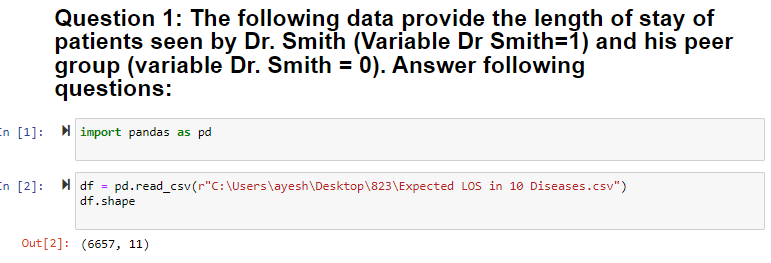 Question 1: The following data provide the length of stay of
patients seen by Dr. Smith (Variable Dr Smith=1) and his peer
group (variable Dr. Smith = 0). Answer following
questions:
In [1]: import pandas as pd
In [2]: df = pd.read_csv(r"C:\Users\ayesh\Desktop\823\Expected LOS in 10 Diseases.csv")
df.shape
Out[2]: (6657, 11)